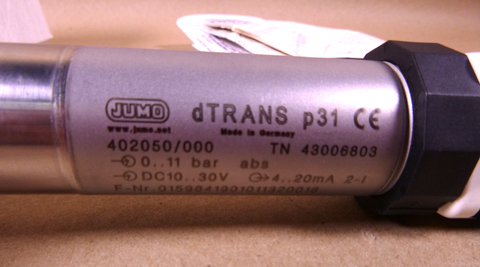 JUMO dTRANS p31 CE
www.jumo.net Made in Germany
402050/000 TN 43006803
0...11 bar abs
DC10...30V 4...20mA 2-l
F-Nr.